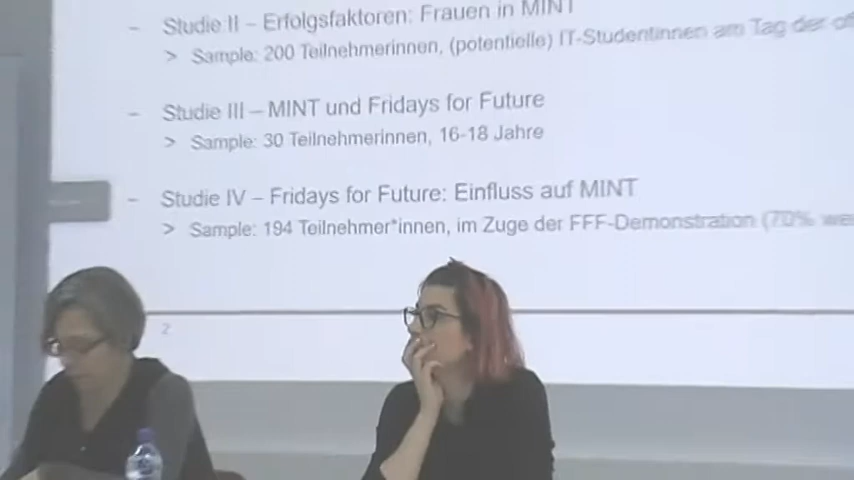 – Studie II – Erfolgsfaktoren: Frauen in MINT
> Sample: 200 Teilnehmerinnen, (potentielle) IT-Studentinnen am Tag der
– Studie III – MINT und Fridays for Future
> Sample: 30 Teilnehmerinnen, 16-18 Jahre
– Studie IV – Fridays for Future: Einfluss auf MINT
> Sample: 194 Teilnehmer*innen, im Zuge der FFF-Demonstration (70%
2